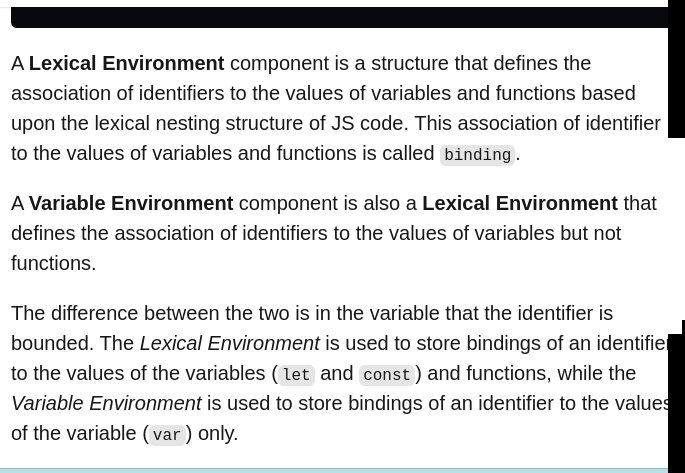 A Lexical Environment component is a structure that defines the
association of identifiers to the values of variables and functions based
upon the lexical nesting structure of JS code. This association of identifier
to the values of variables and functions is called binding.
A Variable Environment component is also a Lexical Environment that
defines the association of identifiers to the values of variables but not
functions.
The difference between the two is in the variable that the identifier is
bounded. The Lexical Environment is used to store bindings of an identifier
to the values of the variables (let and const) and functions, while the
Variable Environment is used to store bindings of an identifier to the values
of the variable (var) only.